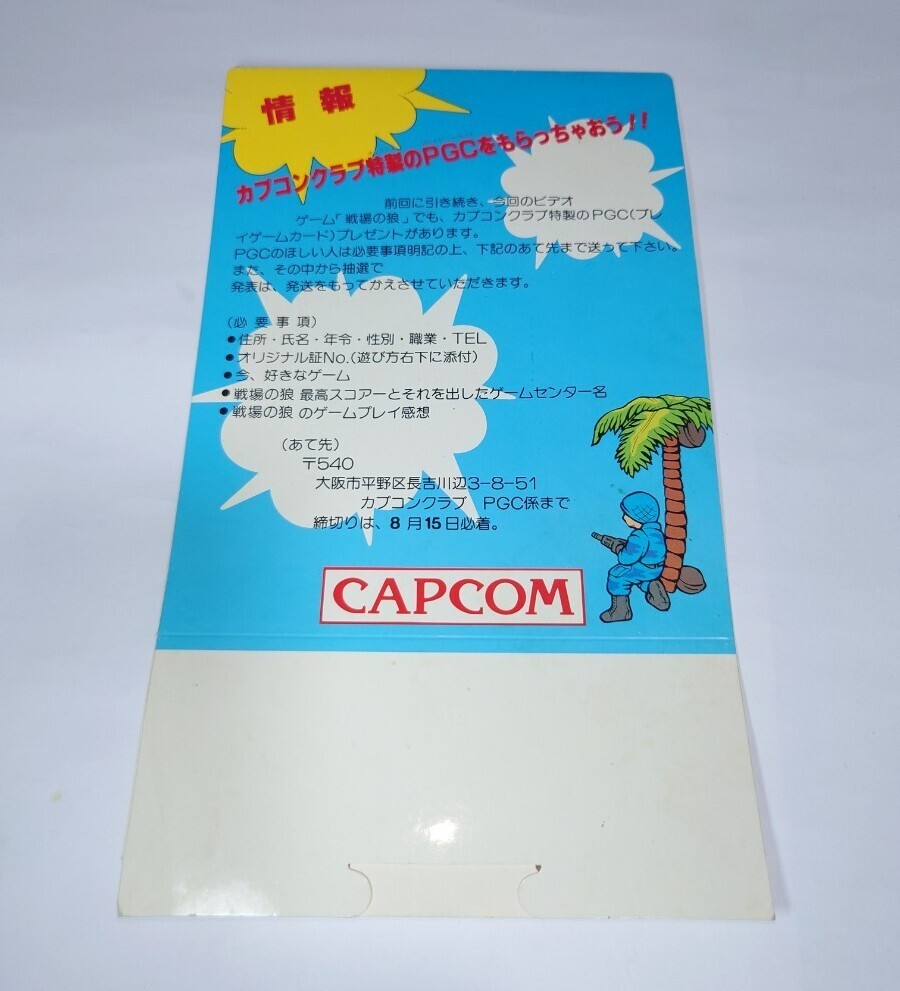 情報
カプコンクラブ特製のPGCをもらっちゃおう!!
前回に引き続き、今回のビデオ
ゲーム「戦場の狼」でも、カプコンクラブ特製のPGC(プレ
イゲームカード)プレゼントがあります。
PGCのほしい人は必要事項明記の上、下記のあて先まで送って下さい。
また、その中から抽選で
発表は、発送をもってかえさせていただきます。
(必要事項)
●住所・氏名・年令・性別・職業・TEL
●オリジナル証No.(遊び方右下に添付)
●今、好きなゲーム
●戦場の狼 最高スコアーとそれを出したゲームセンター名
●戦場の狼 のゲームプレイ感想
(あて先)
〒540
大阪市平野区長吉川辺3-8-51
カプコンクラブ PGC係まで
締切りは、8月15日必着。
CAPCOM